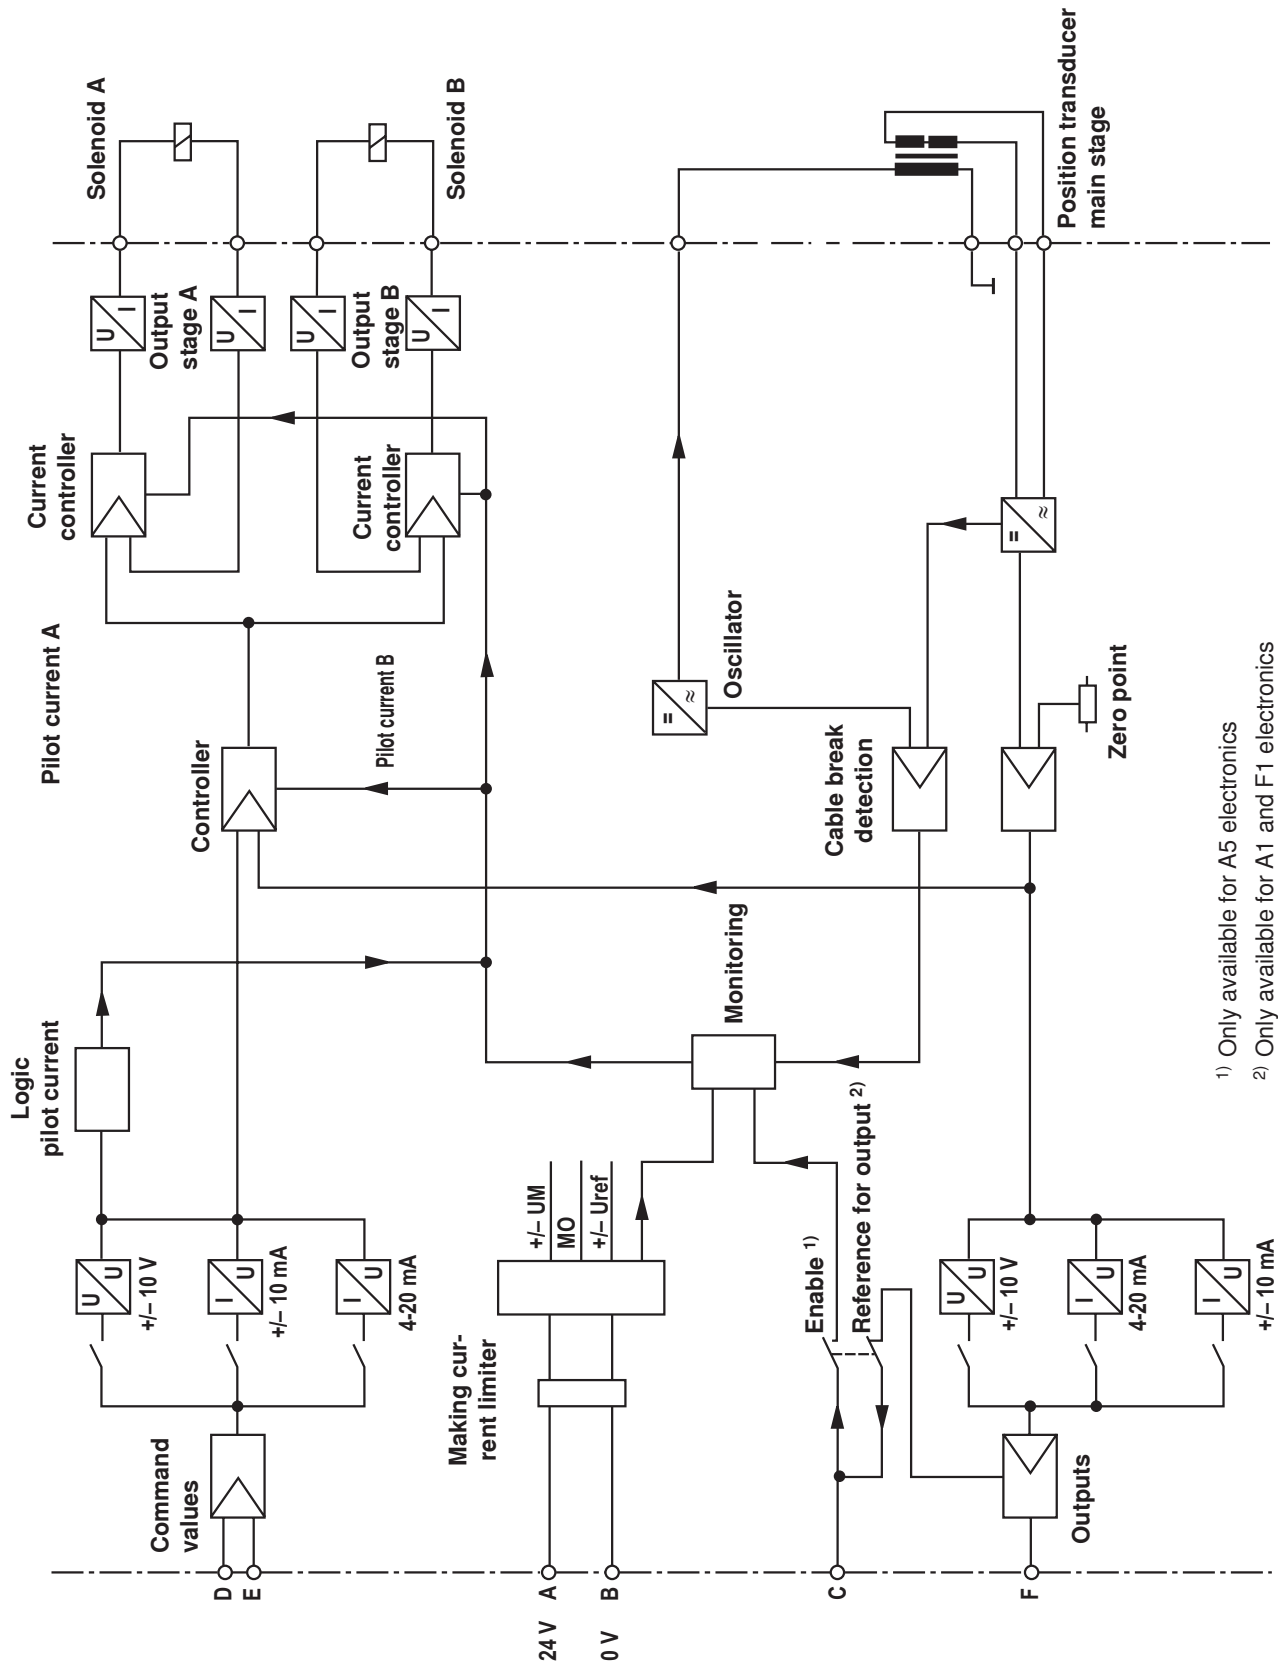 Solenoid A
Solenoid B
Position transducer
main stage
U
I
Output
stage A
U
I
U
I
Output
stage B
U
I
Current
controller
Current
controller
Pilot current A
Controller
Pilot current B
=
≈
Oscillator
=
≈
Zero point
Cable break
detection
Logic
pilot current
Monitoring
U
U
+/– 10 V
I
U
+/– 10 mA
I
U
4-20 mA
+/– UM
MO
+/– Uref
Making cur-
rent limiter
Enable 1)
Reference for output 2)
U
U
+/– 10 V
I
U
4-20 mA
I
U
+/– 10 mA
Command
values
Outputs
D
E
24 V A
0 V B
C
F
1) Only available for A5 electronics
2) Only available for A1 and F1 electronics